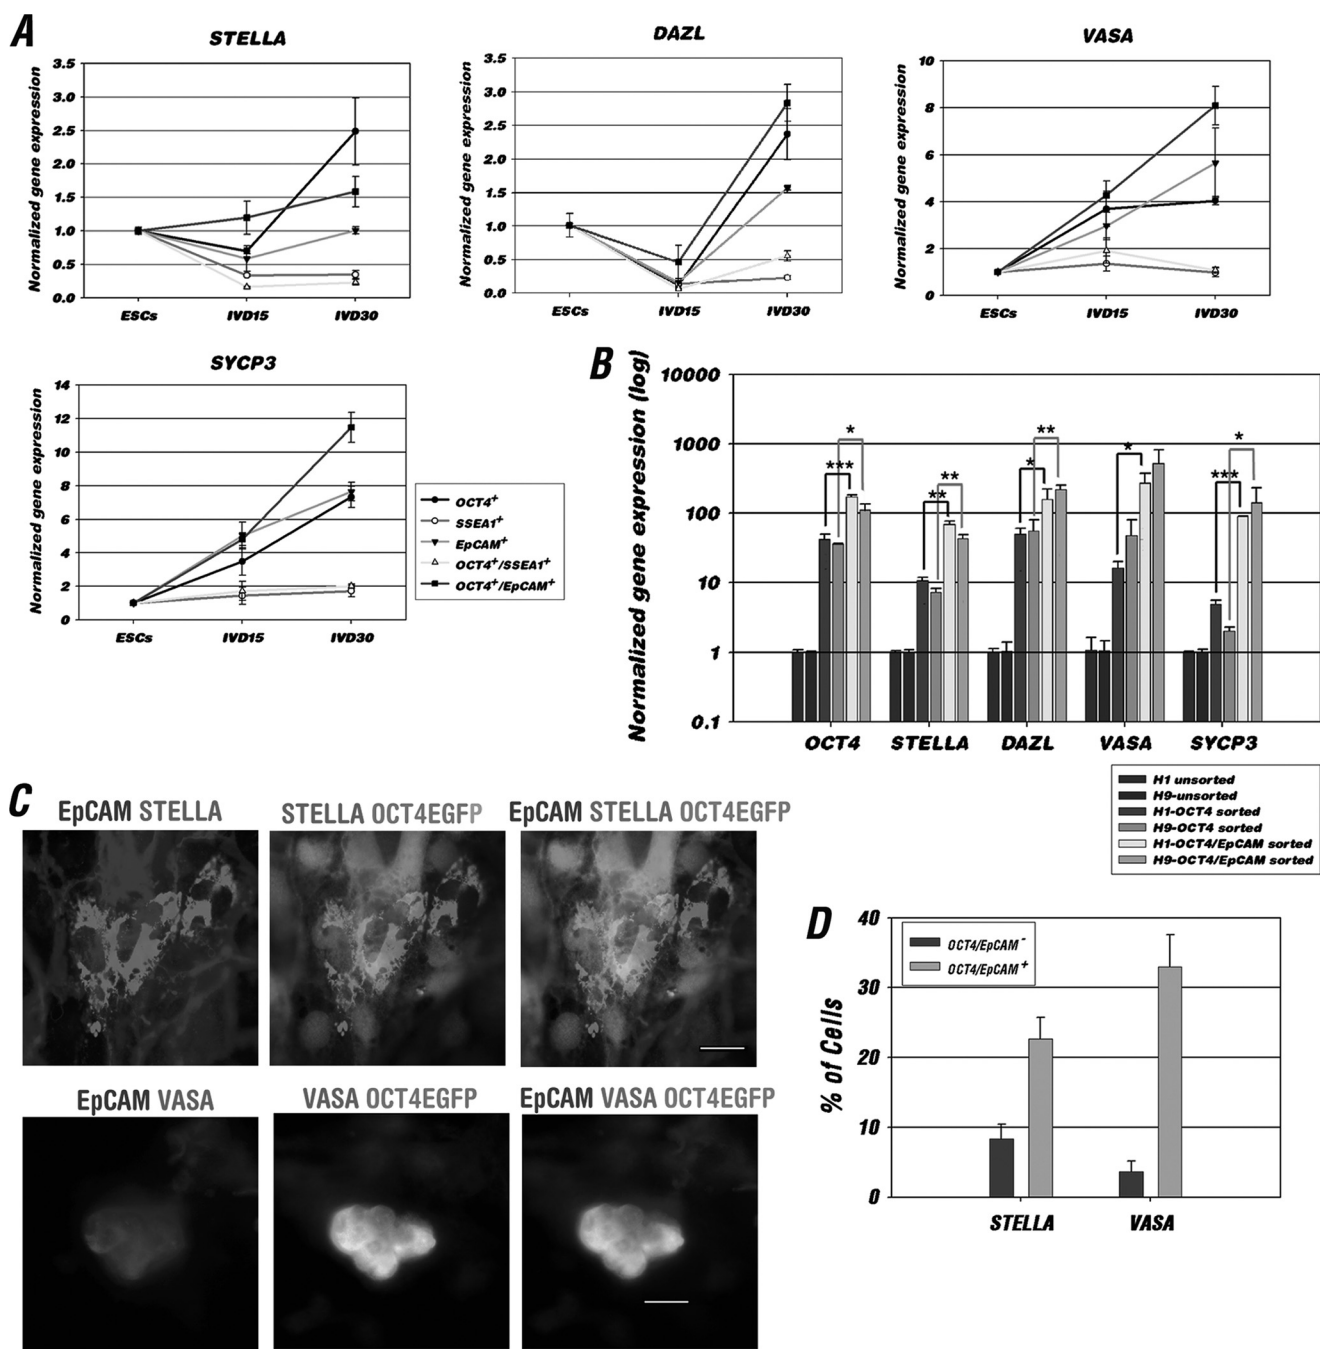 A
STELLA
Normalized gene expression
3.5
3.0
2.5
2.0
1.5
1.0
0.5
0.0
ESCs IVD15 IVD30
DAZL
Normalized gene expression
3.5
3.0
2.5
2.0
1.5
1.0
0.5
0.0
ESCs IVD15 IVD30
VASA
Normalized gene expression
10
8
6
4
2
0
ESCs IVD15 IVD30
SYCP3
Normalized gene expression
14
12
10
8
6
4
2
0
ESCs IVD15 IVD30
OCT4+
SSEA1+
EpCAM+
OCT4+/SSEA1+
OCT4+/EpCAM+
B
Normalized gene expression (log)
10000
1000
100
10
1
0.1
*** * ** ** * ** * *** *
OCT4 STELLA DAZL VASA SYCP3
H1 unsorted
H9-unsorted
H1-OCT4 sorted
H9-OCT4 sorted
H1-OCT4/EpCAM sorted
H9-OCT4/EpCAM sorted
C
EpCAM STELLA
STELLA OCT4EGFP
EpCAM STELLA OCT4EGFP
EpCAM VASA
VASA OCT4EGFP
EpCAM VASA OCT4EGFP
D
% of Cells
40
30
20
10
0
OCT4/EpCAM-
OCT4/EpCAM+
STELLA VASA